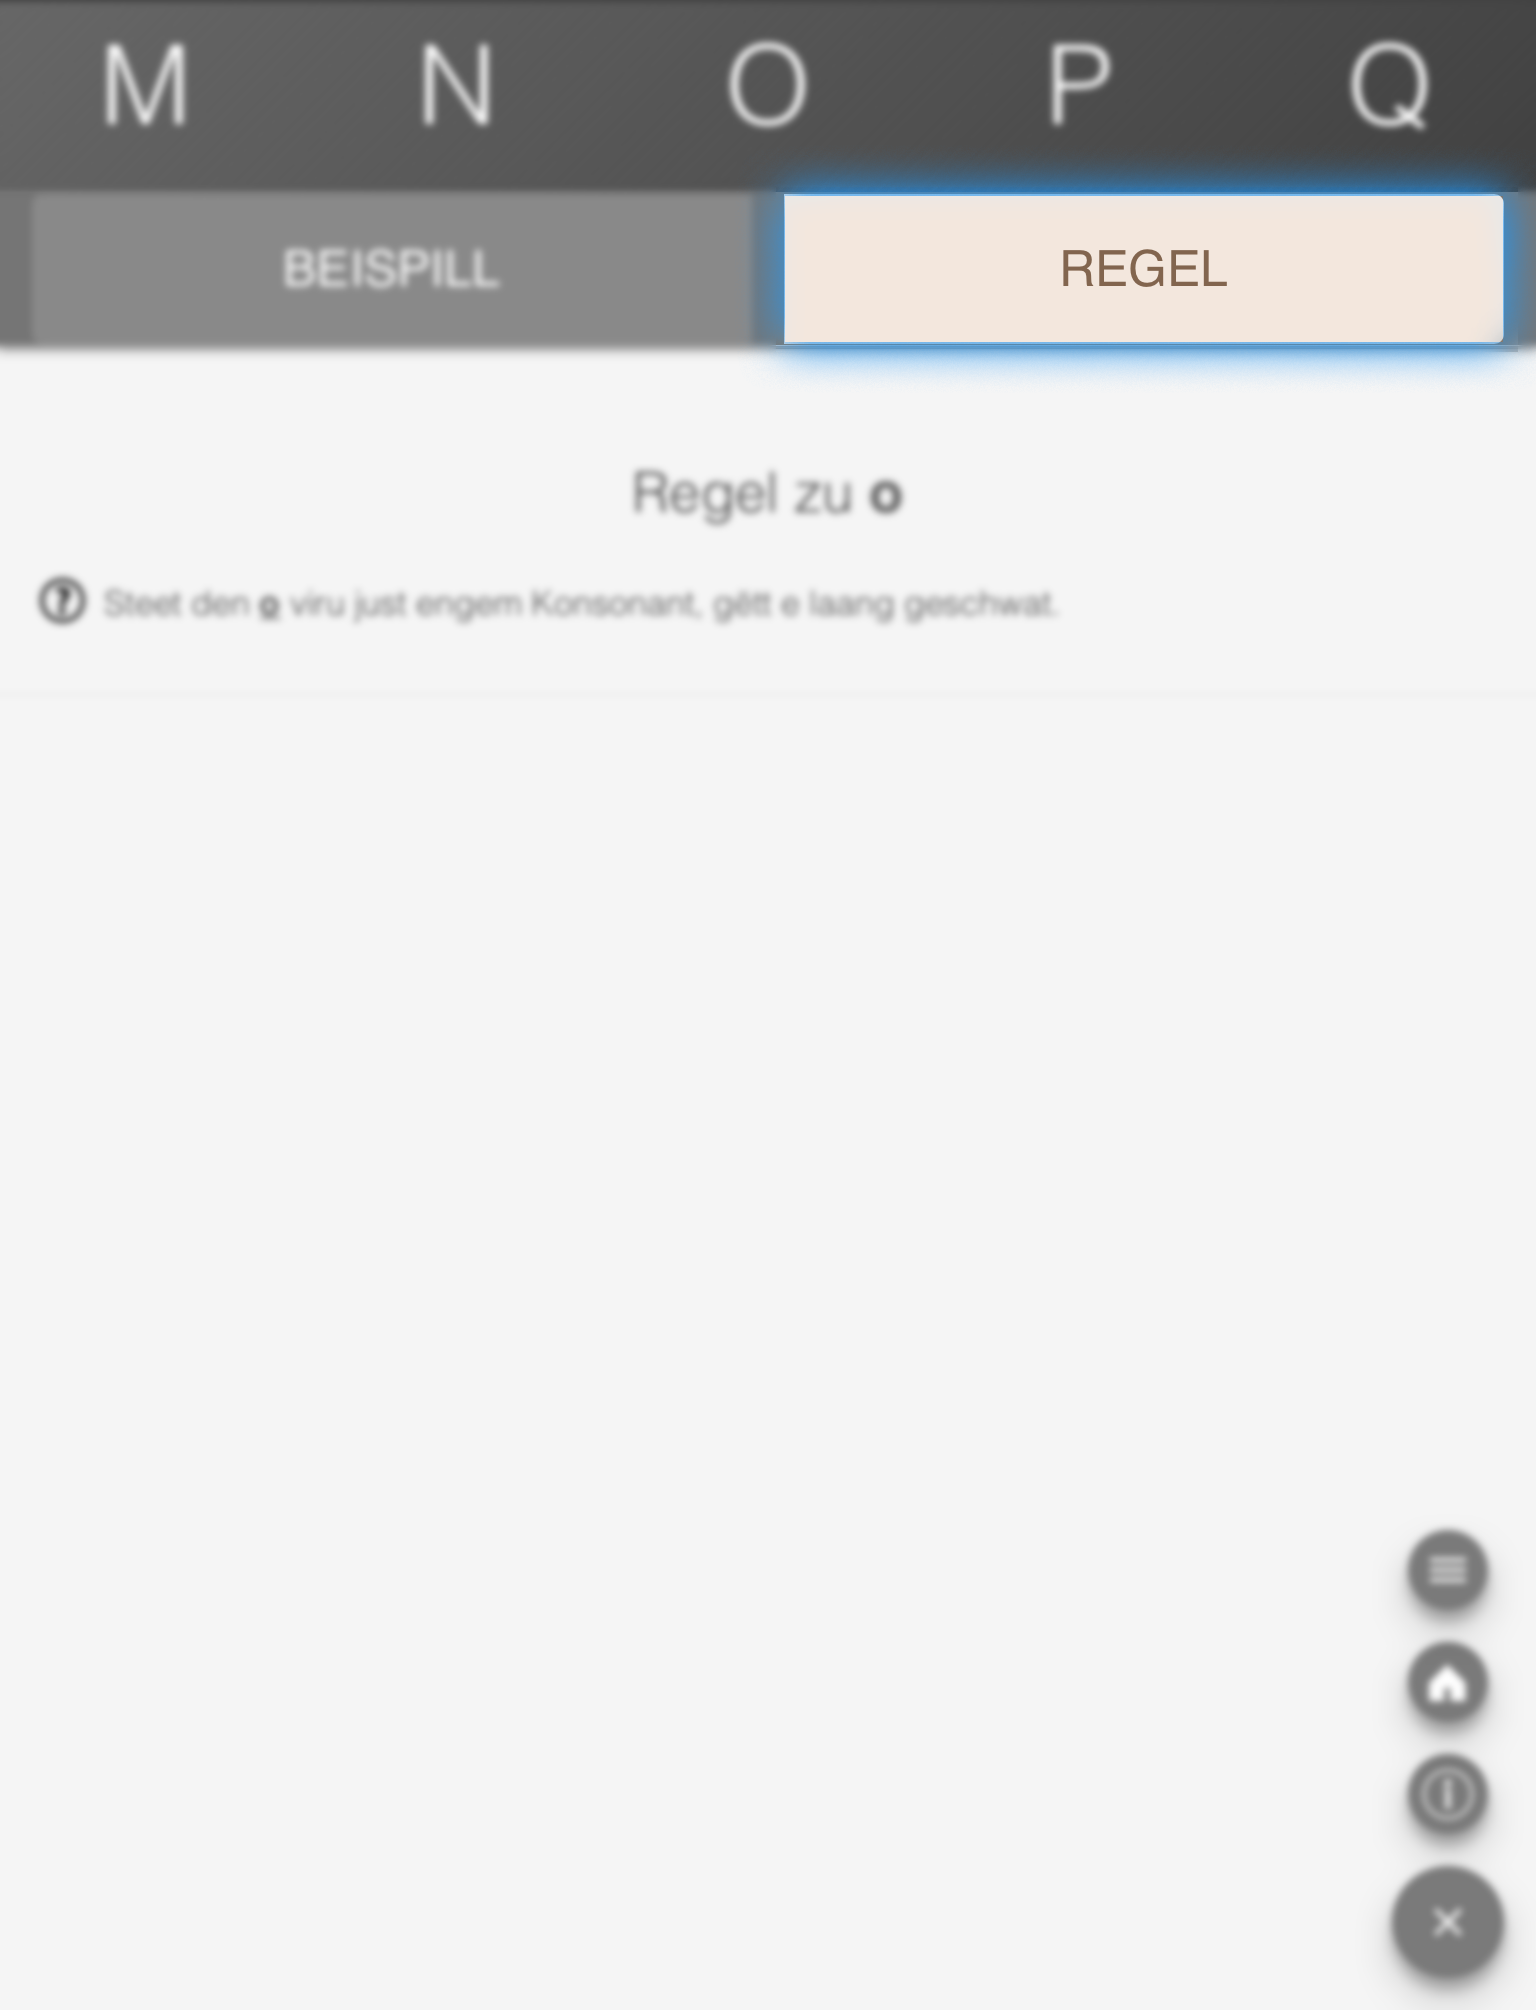 M N O P Q
BEISPILL REGEL
Regel zu o
Steet den o viru just engem Konsonant, gëtt e laang geschwat.